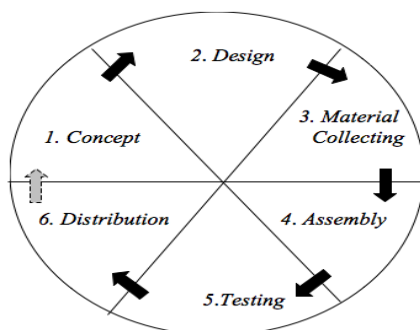 2. Design
1. Concept
3. Material
Collecting
6. Distribution
4. Assembly
5.Testing